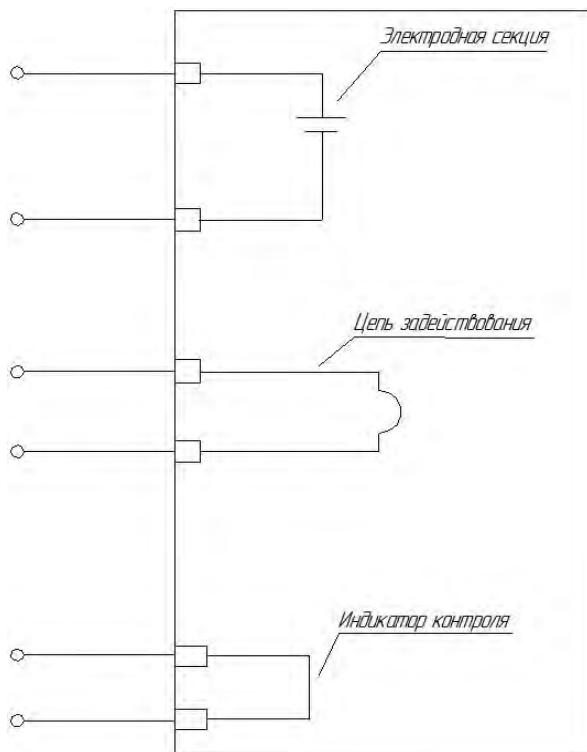 Электродная секция
Цепь задействования
Индикатор контроля